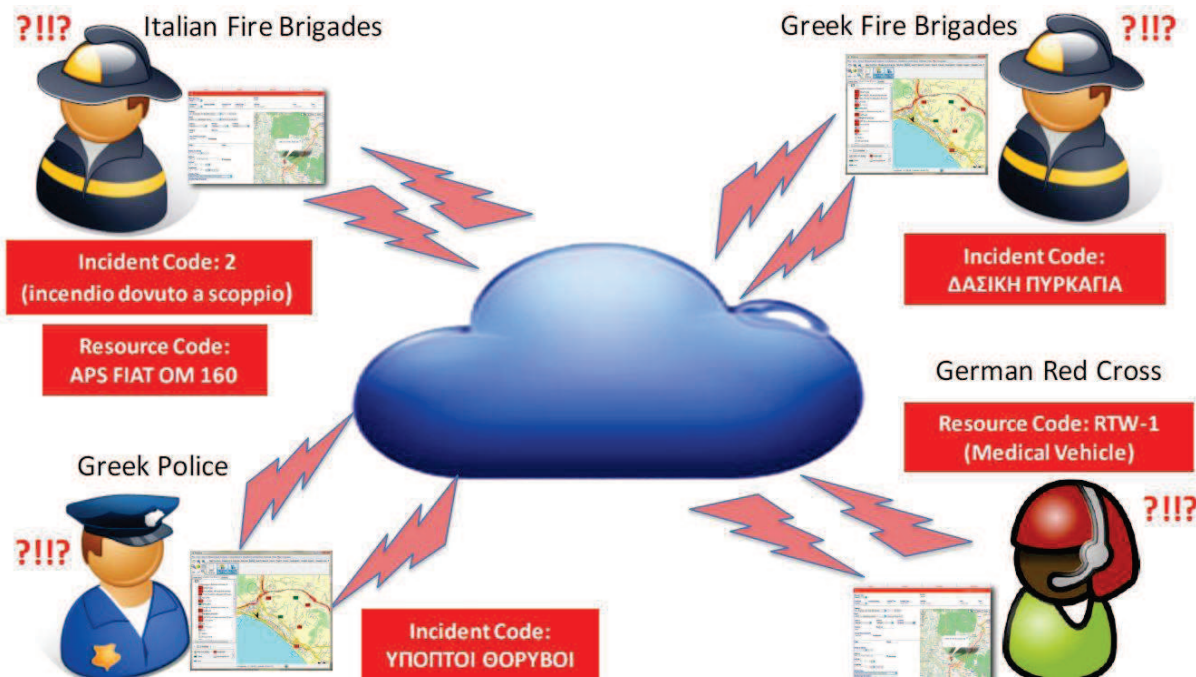 ?!!?
Italian Fire Brigades
Greek Fire Brigades
?!!?
Incident Code: 2
(incendio dovuto a scoppio)
Resource Code:
APS FIAT OM 160
Incident Code:
ΔΑΣΙΚΗ ΠΥΡΚΑΓΙΑ
German Red Cross
Resource Code: RTW-1
(Medical Vehicle)
Greek Police
?!!?
?!!?
Incident Code:
ΥΠΟΠΤΟΙ ΘΟΡΥΒΟΙ